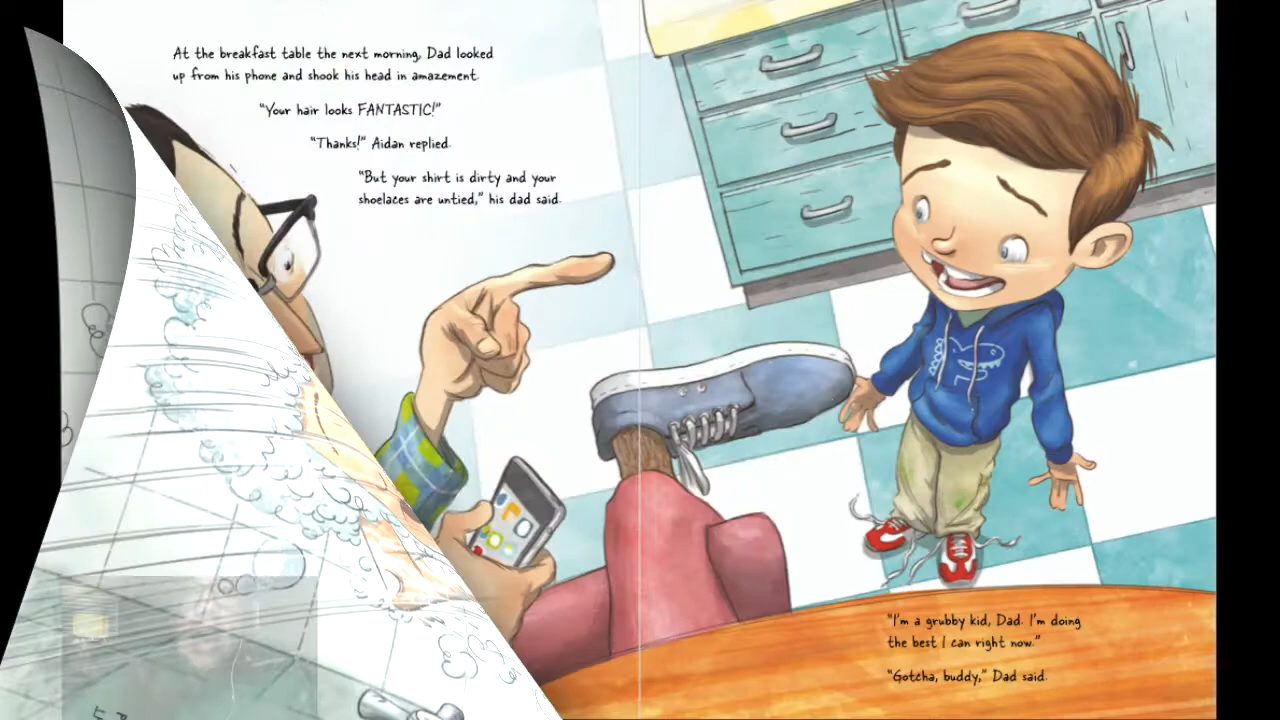 At the breakfast table the next morning, Dad looked
up from his phone and shook his head in amazement.
"Your hair looks FANTASTIC!"
"Thanks!" Aidan replied.
"But your shirt is dirty and your
shoelaces are untied," his dad said.
"I'm a grubby kid, Dad. I'm doing
the best I can right now."
"Gotcha, buddy," Dad said.